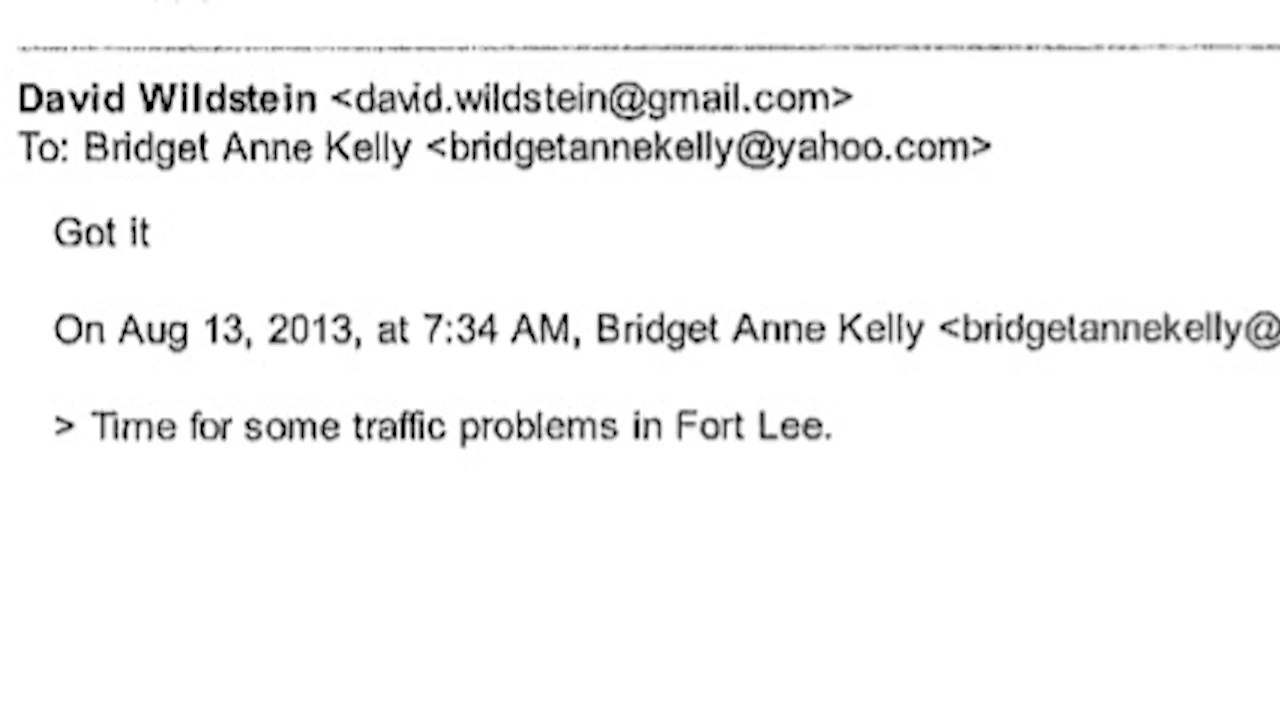 David Wildstein <david.wildstein@gmail.com>
To: Bridget Anne Kelly <bridgetannekelly@yahoo.com>
Got it
On Aug 13, 2013, at 7:34 AM, Bridget Anne Kelly <bridgetannekelly@
> Time for some traffic problems in Fort Lee.